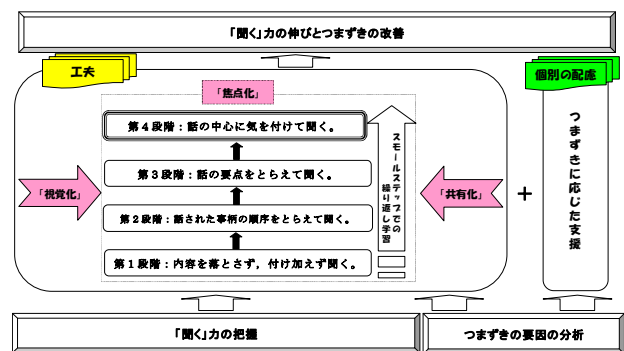 「聞く」力の伸びとつまずきの改善
工夫
個別の配慮
「焦点化」
第4段階:話の中心に気を付けて聞く。
第3段階:話の要点をとらえて聞く。
第2段階:話された事柄の順序をとらえて聞く。
第1段階:内容を落とさず,付け加えず聞く。
スモールステップでの
繰り返し学習
「視覚化」
「共有化」
+
つまずきに応じた支援
「聞く」力の把握
つまずきの要因の分析